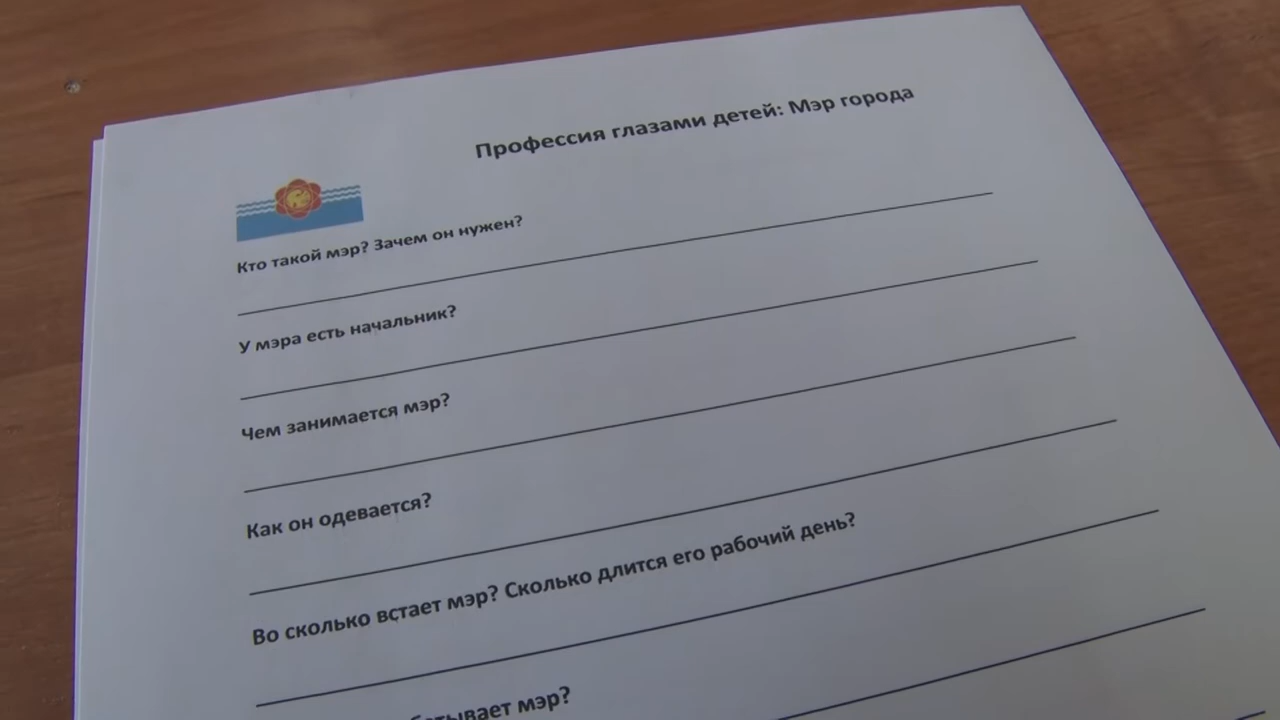 Профессия глазами детей: Мэр города
Кто такой мэр? Зачем он нужен?
У мэра есть начальник?
Чем занимается мэр?
Как он одевается?
Во сколько встает мэр? Сколько длится его рабочий день?
мэр?